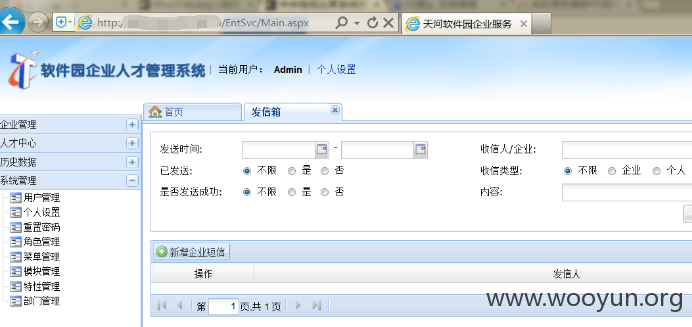 http://
/EntSvc/Main.aspx
天河软件园企业服务
软件园企业人才管理系统 当前用户： Admin 个人设置
首页 发信箱
企业管理
人才中心
历史数据
系统管理
用户管理
个人设置
重置密码
角色管理
菜单管理
模块管理
特性管理
部门管理
发送时间: - 收信人/企业:
已发送: 不限 是 否 收信类型: 不限 企业 个人
是否发送成功: 不限 是 否 内容:
新增企业短信
操作 发信人
第 1 页,共 1 页
www.wooyun.org